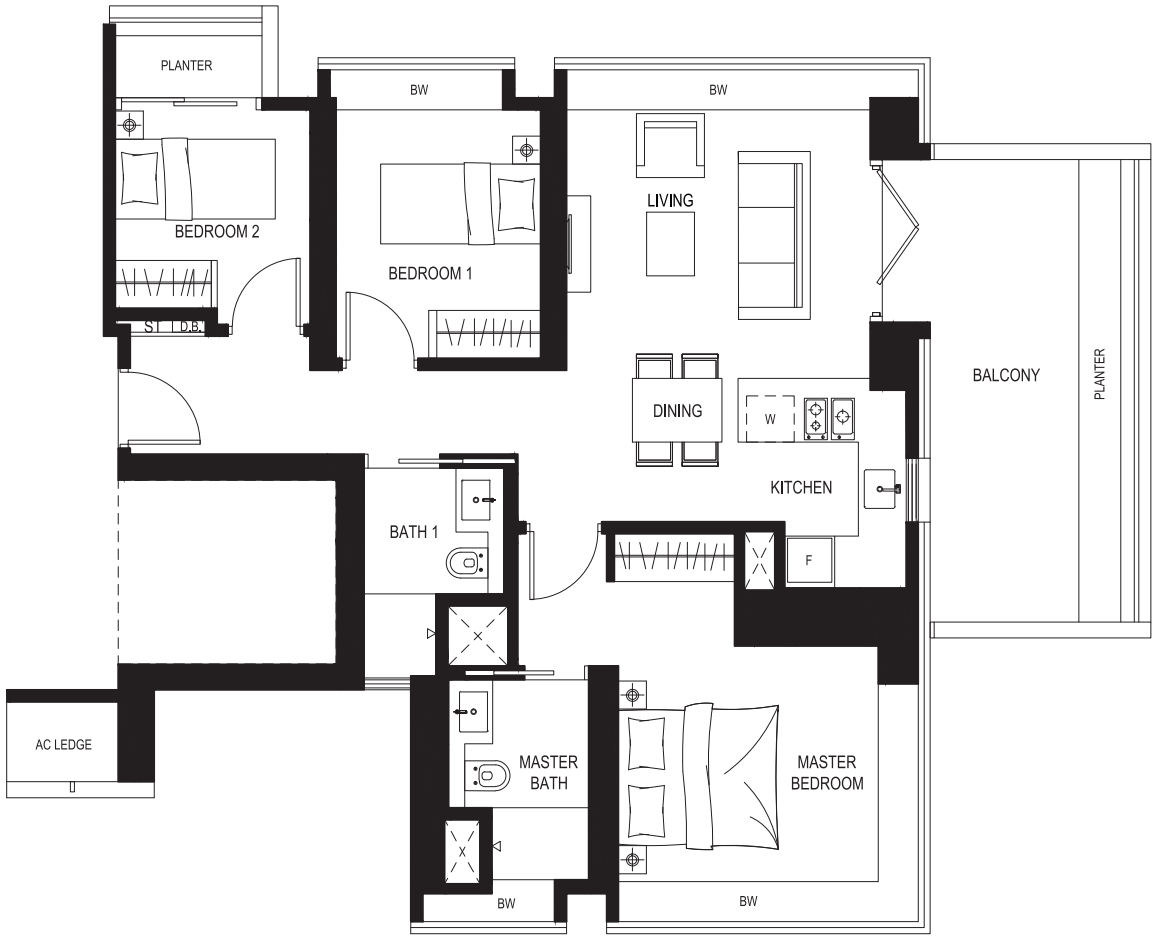 PLANTER
BW
BW
LIVING
BEDROOM 2
BEDROOM 1
ST
D.B.
BALCONY
PLANTER
DINING
W
KITCHEN
BATH 1
F
AC LEDGE
MASTER
BATH
MASTER
BEDROOM
BW
BW